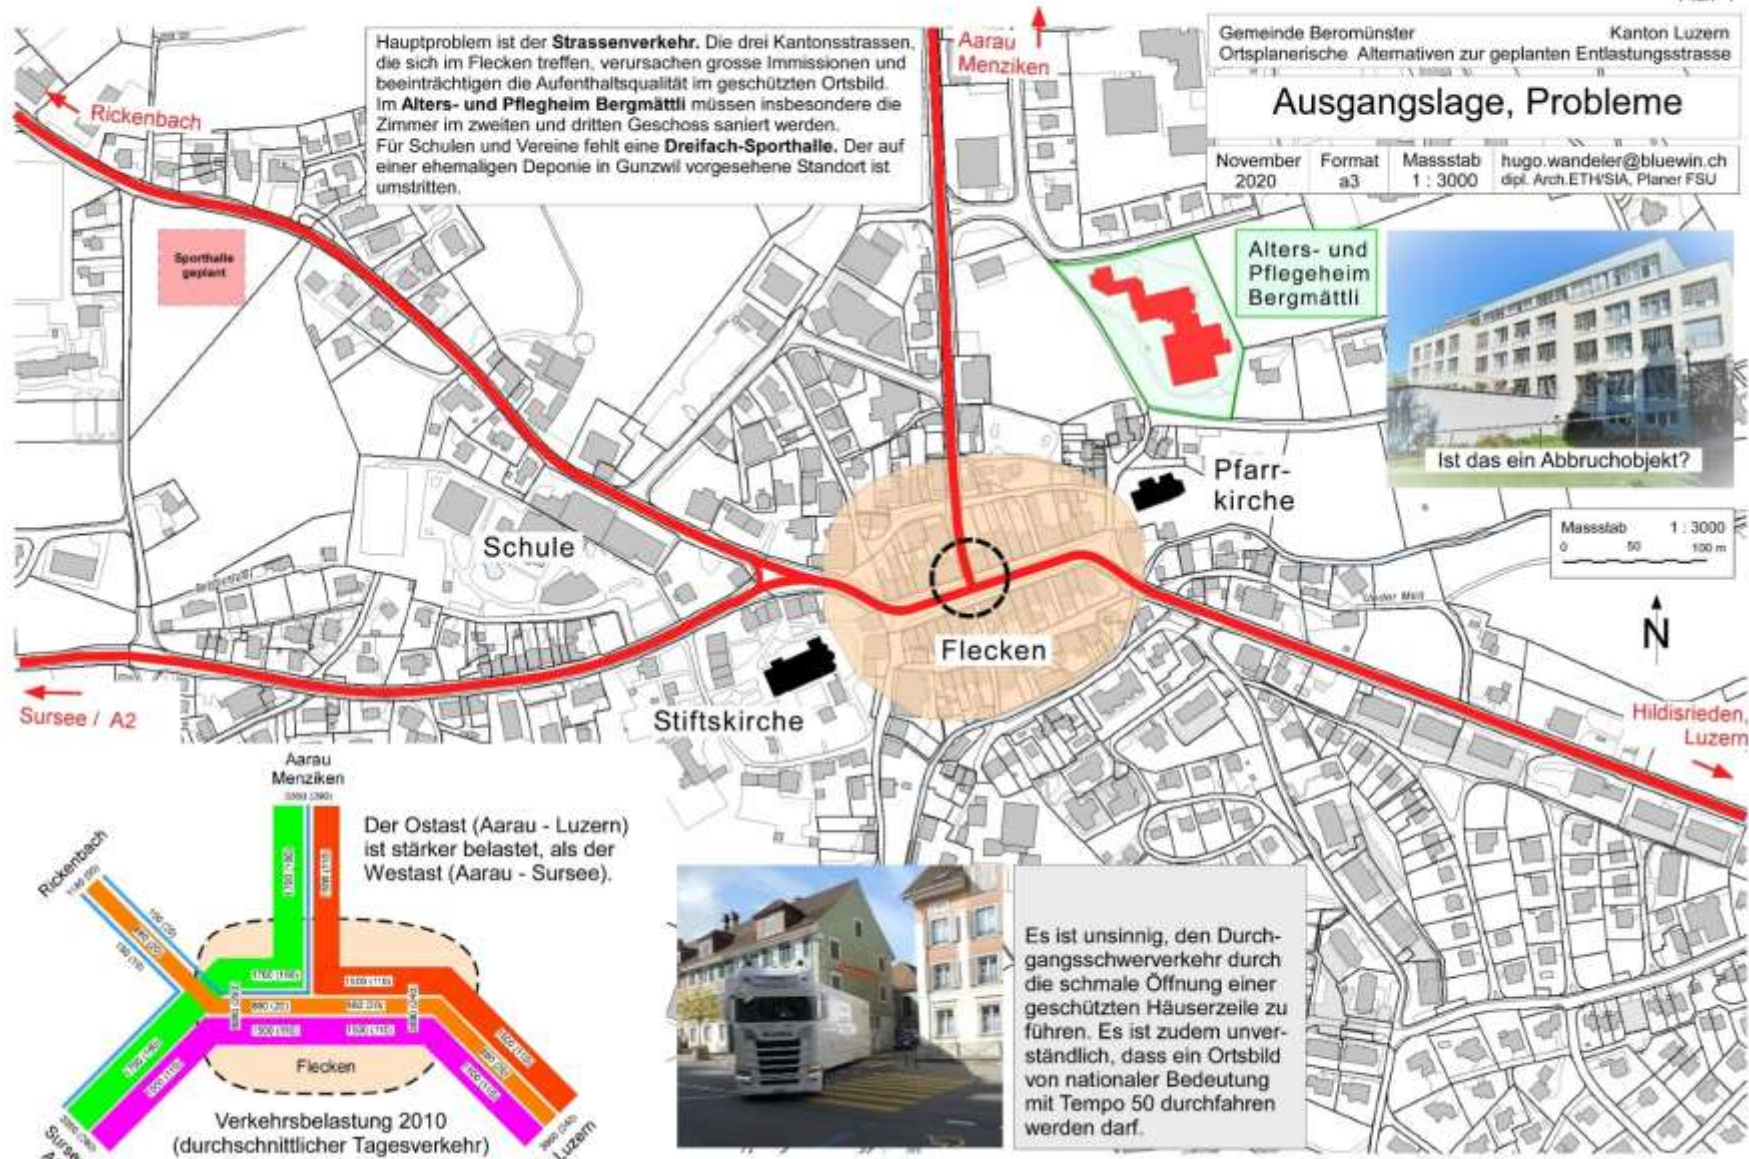 Hauptproblem ist der Strassenverkehr. Die drei Kantonsstrassen,
die sich im Flecken treffen, verursachen grosse Immissionen und
beeinträchtigen die Aufenthaltsqualität im geschützten Ortsbild.
Im Alters- und Pflegheim Bergmättli müssen insbesondere die
Zimmer im zweiten und dritten Geschoss saniert werden.
Für Schulen und Vereine fehlt eine Dreifach-Sporthalle. Der auf
einer ehemaligen Deponie in Gunzwil vorgesehene Standort ist
umstritten.
Aarau
Menziken
Gemeinde Beromünster Kanton Luzern
Ortsplanerische Alternativen zur geplanten Entlastungsstrasse
Ausgangslage, Probleme
November
2020
Format
a3
Massstab
1 : 3000
hugo.wandeler@bluewin.ch
dipl. Arch.ETH/SIA, Planer FSU
Rickenbach
Sporthalle
geplant
Alters- und
Pflegeheim
Bergmättli
Ist das ein Abbruchobjekt?
Pfarr-
kirche
Massstab 1 : 3000
0 50 100 m
N
Schule
Flecken
Stiftskirche
Sursee / A2
Hildisrieden,
Luzern
Aarau
Menziken
Der Ostast (Aarau - Luzern)
ist stärker belastet, als der
Westast (Aarau - Sursee).
Rickenbach
Flecken
Luzern
Verkehrsbelastung 2010
(durchschnittlicher Tagesverkehr)
Es ist unsinnig, den Durch-
gangsschwerverkehr durch
die schmale Öffnung einer
geschützten Häuserzeile zu
führen. Es ist zudem unver-
ständlich, dass ein Ortsbild
von nationaler Bedeutung
mit Tempo 50 durchfahren
werden darf.